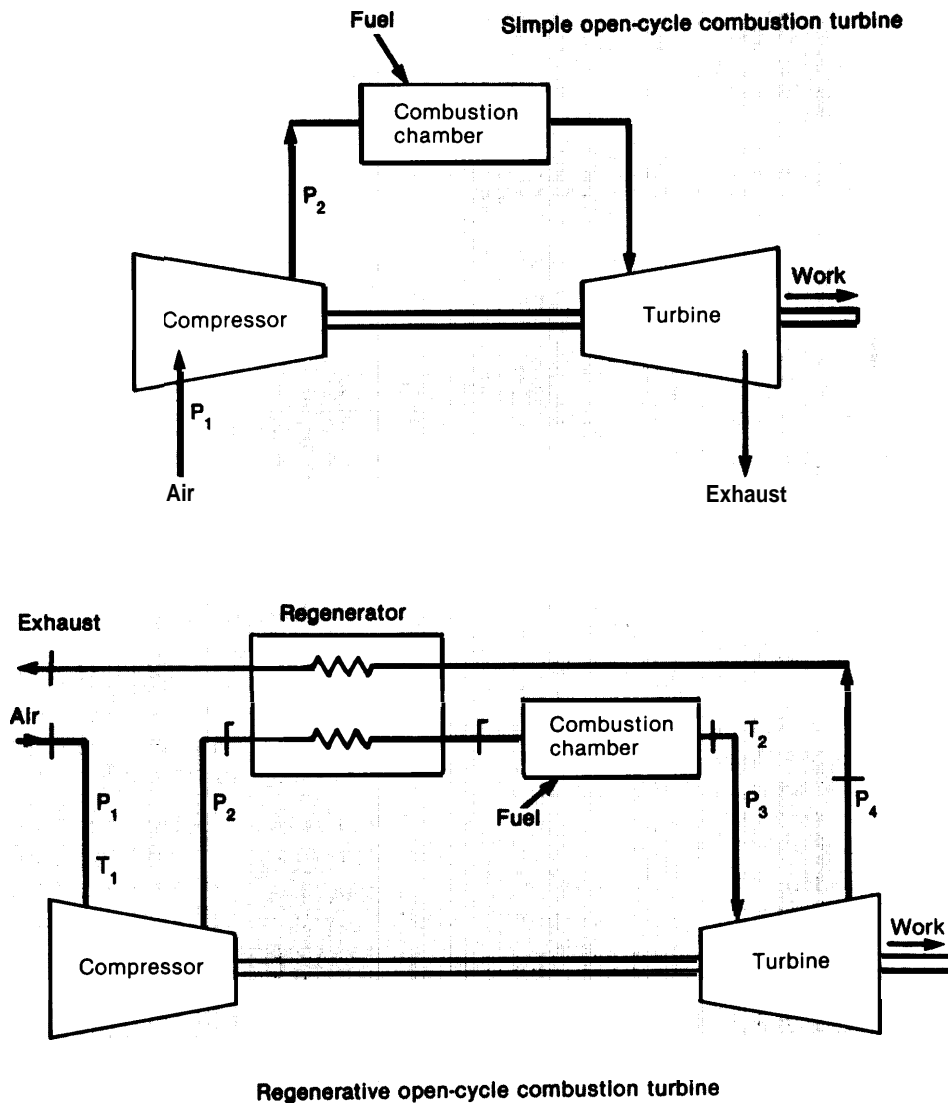 Simple open-cycle combustion turbine
Fuel
Combustion
chamber
P2
Compressor
Turbine
Work
P1
Air
Exhaust
Regenerator
Exhaust
Air
Combustion
chamber
T2
P1
P2
Fuel
P3
P4
T1
Compressor
Turbine
Work
Regenerative open-cycle combustion turbine